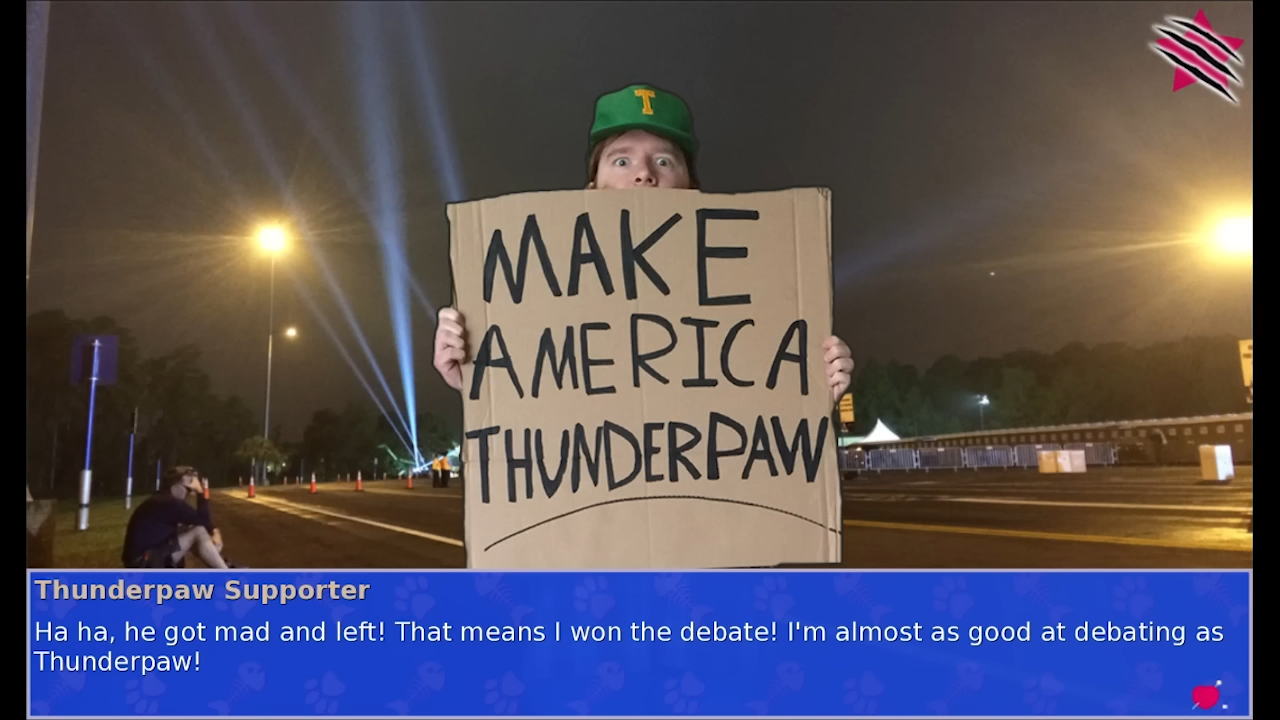 T
MAKE
AMERICA
THUNDERPAW
Thunderpaw Supporter
Ha ha, he got mad and left! That means I won the debate! I'm almost as good at debating as
Thunderpaw!